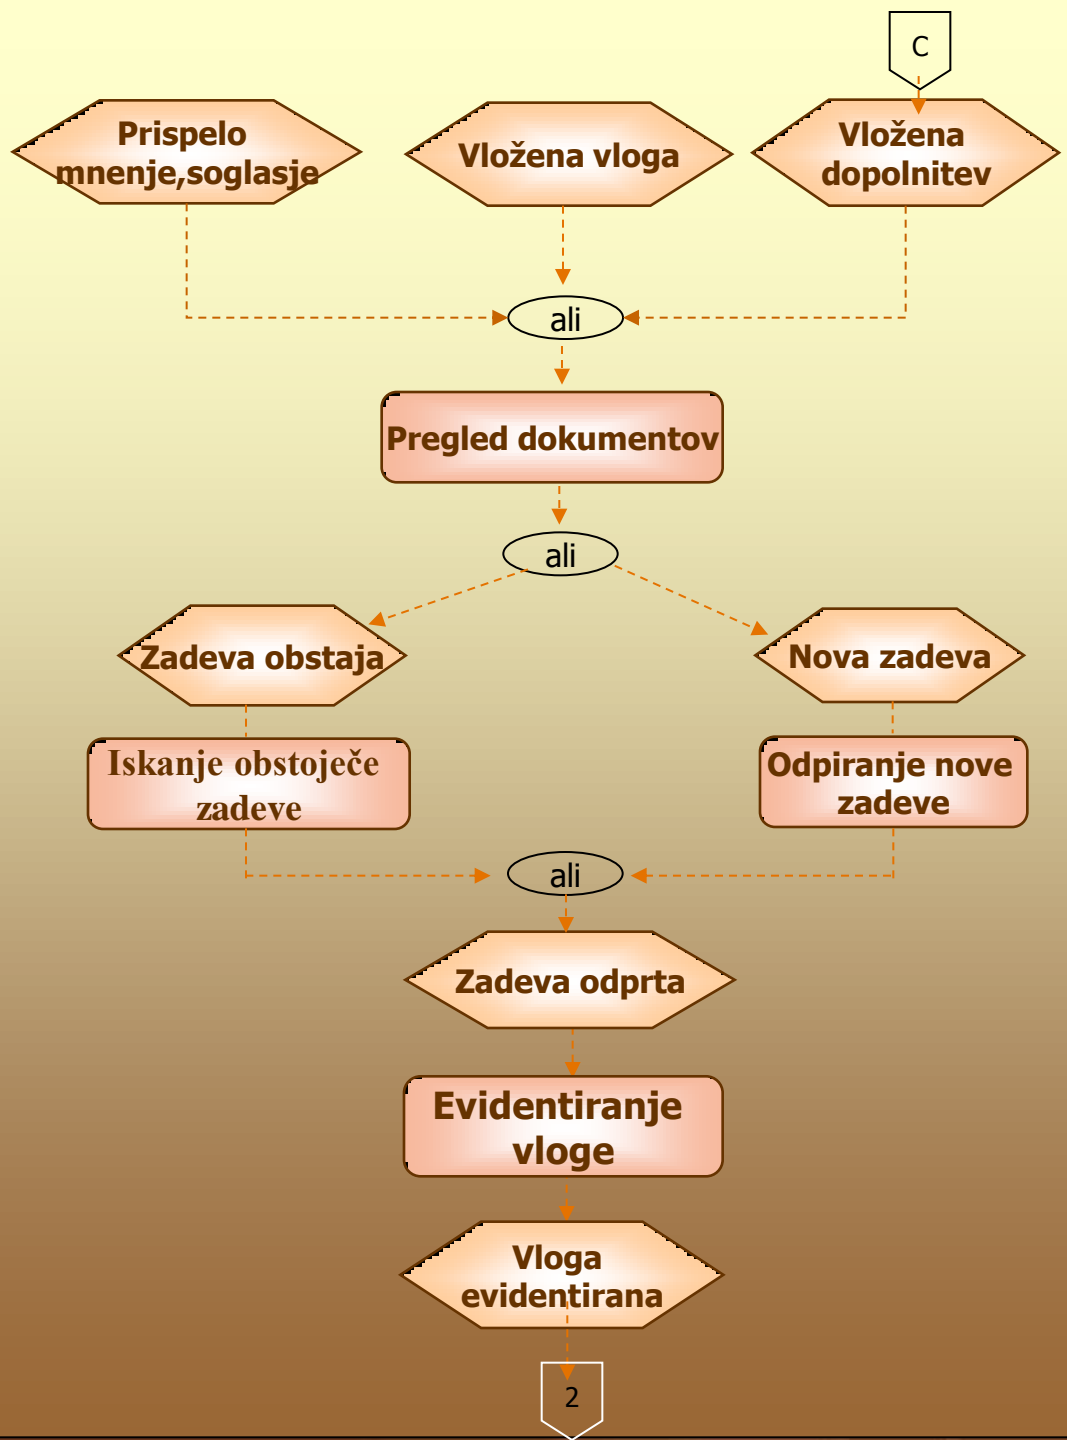 C
Prispelo
mnenje,soglasje
Vložena vloga
Vložena
dopolnitev
ali
Pregled dokumentov
ali
Zadeva obstaja
Nova zadeva
Iskanje obstoječe
zadeve
Odpiranje nove
zadeve
ali
Zadeva odprta
Evidentiranje
vloge
Vloga
evidentirana
2